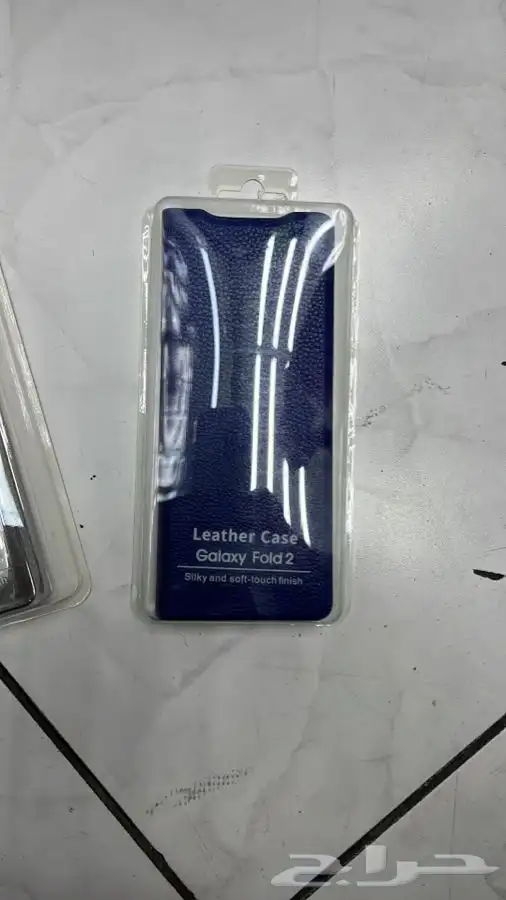 Leather Case
Galaxy Fold 2
Silky and soft-touch finish
حراج